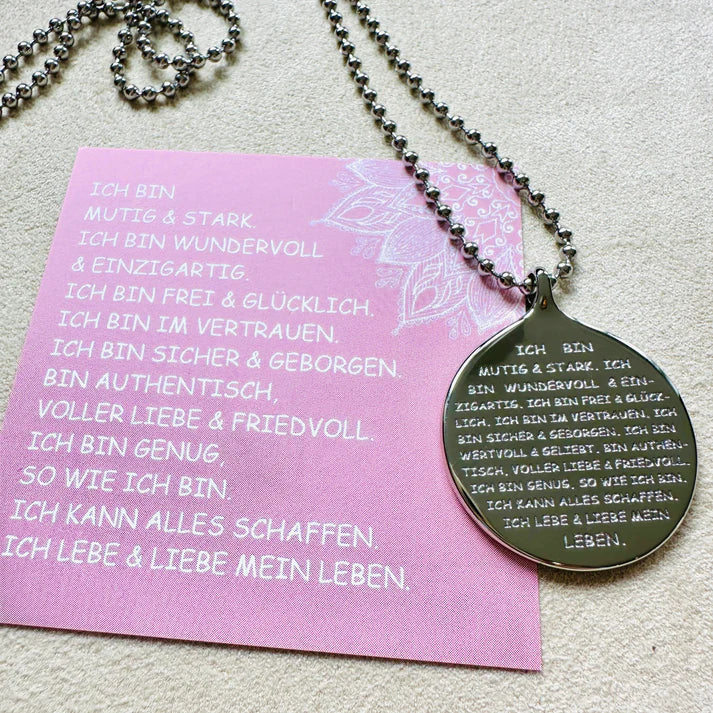 ICH BIN
MUTIG & STARK.
ICH BIN WUNDERVOLL
& EINZIGARTIG.
ICH BIN FREI & GLÜCKLICH.
ICH BIN IM VERTRAUEN.
ICH BIN SICHER & GEBORGEN.
BIN AUTHENTISCH,
VOLLER LIEBE & FRIEDVOLL.
ICH BIN GENUG,
SO WIE ICH BIN.
ICH KANN ALLES SCHAFFEN.
ICH LEBE & LIEBE MEIN LEBEN.
ICH BIN
MUTIG & STARK. ICH
BIN WUNDERVOLL & EIN-
ZIGARTIG. ICH BIN FREI & GLÜCK-
LICH. ICH BIN IM VERTRAUEN. ICH
BIN SICHER & GEBORGEN. ICH BIN
WERTVOLL & GELIEBT. BIN AUTHEN-
TISCH, VOLLER LIEBE & FRIEDVOLL.
ICH BIN GENUG, SO WIE ICH BIN.
ICH KANN ALLES SCHAFFEN.
ICH LEBE & LIEBE MEIN
LEBEN.